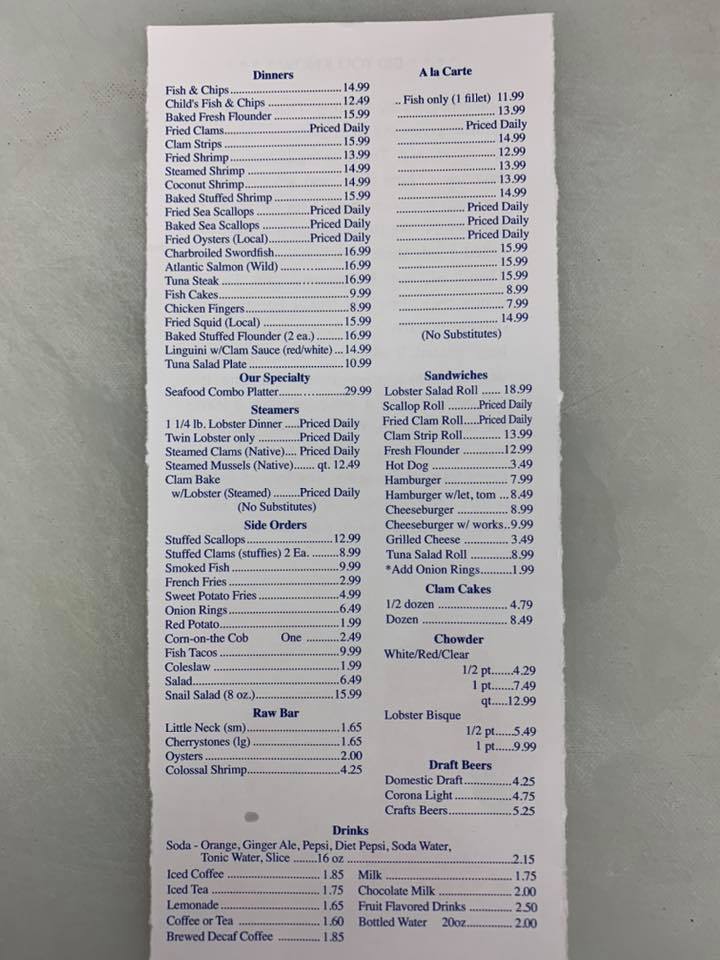 Dinners
Fish & Chips 14.99
Child's Fish & Chips 12.49
Baked Fresh Flounder 15.99
Fried Clams Priced Daily
Clam Strips 15.99
Fried Shrimp 13.99
Steamed Shrimp 14.99
Coconut Shrimp 14.99
Baked Stuffed Shrimp 15.99
Fried Sea Scallops Priced Daily
Baked Sea Scallops Priced Daily
Fried Oysters (Local) Priced Daily
Charbroiled Swordfish 16.99
Atlantic Salmon (Wild) 16.99
Tuna Steak 16.99
Fish Cakes 9.99
Chicken Fingers 8.99
Fried Squid (Local) 15.99
Baked Stuffed Flounder (2 ea.) 16.99
Linguini w/Clam Sauce (red/white) 14.99
Tuna Salad Plate 10.99
A la Carte
.. Fish only (1 fillet) 11.99
13.99
Priced Daily
14.99
12.99
13.99
13.99
14.99
Priced Daily
Priced Daily
Priced Daily
15.99
15.99
15.99
8.99
7.99
14.99
(No Substitutes)
Our Specialty
Seafood Combo Platter 29.99
Steamers
1 1/4 lb. Lobster Dinner Priced Daily
Twin Lobster only Priced Daily
Steamed Clams (Native) Priced Daily
Steamed Mussels (Native) qt. 12.49
Clam Bake
w/Lobster (Steamed) Priced Daily
(No Substitutes)
Side Orders
Stuffed Scallops 12.99
Stuffed Clams (stuffies) 2 Ea. 8.99
Smoked Fish 9.99
French Fries 2.99
Sweet Potato Fries 4.99
Onion Rings 6.49
Red Potato 1.99
Corn-on-the Cob One 2.49
Fish Tacos 9.99
Coleslaw 1.99
Salad 6.49
Snail Salad (8 oz.) 15.99
Raw Bar
Little Neck (sm) 1.65
Cherrystones (lg) 1.65
Oysters 2.00
Colossal Shrimp 4.25
Sandwiches
Lobster Salad Roll 18.99
Scallop Roll Priced Daily
Fried Clam Roll Priced Daily
Clam Strip Roll 13.99
Fresh Flounder 12.99
Hot Dog 3.49
Hamburger 7.99
Hamburger w/let, tom 8.49
Cheeseburger 8.99
Cheeseburger w/ works 9.99
Grilled Cheese 3.49
Tuna Salad Roll 8.99
*Add Onion Rings 1.99
Clam Cakes
1/2 dozen 4.79
Dozen 8.49
Chowder
White/Red/Clear
1/2 pt 4.29
1 pt 7.49
qt 12.99
Lobster Bisque
1/2 pt 5.49
1 pt 9.99
Draft Beers
Domestic Draft 4.25
Corona Light 4.75
Crafts Beers 5.25
Drinks
Soda - Orange, Ginger Ale, Pepsi, Diet Pepsi, Soda Water,
Tonic Water, Slice 16 oz 2.15
Iced Coffee 1.85
Iced Tea 1.75
Lemonade 1.65
Coffee or Tea 1.60
Brewed Decaf Coffee 1.85
Milk 1.75
Chocolate Milk 2.00
Fruit Flavored Drinks 2.50
Bottled Water 20oz 2.00